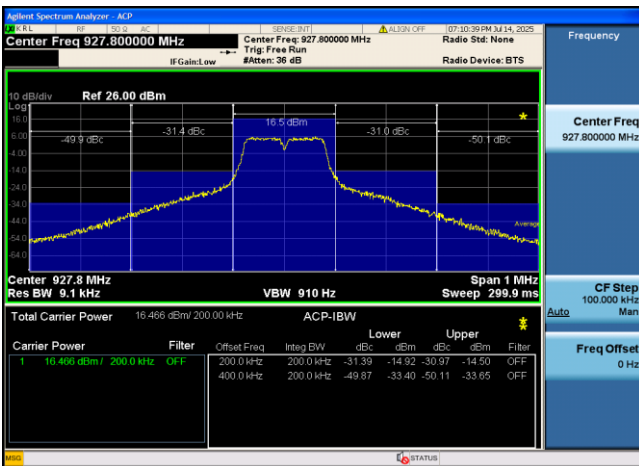 Agilent Spectrum Analyzer - ACP
KRL RF 50 Ω AC SENSE:INT ALIGN OFF 07:10:39 PM Jul 14, 2025
Center Freq 927.800000 MHz
Center Freq: 927.800000 MHz Radio Std: None
Trig: Free Run
IFGain:Low #Atten: 36 dB Radio Device: BTS
10 dB/div Ref 26.00 dBm
Log
16.0
6.00
-4.00
-14.0
-24.0
-34.0
-44.0
-54.0
-64.0
-49.9 dBc -31.4 dBc 16.5 dBm -31.0 dBc -50.1 dBc
Average
Center 927.8 MHz Span 1 MHz
Res BW 9.1 kHz VBW 910 Hz Sweep 299.9 ms
Total Carrier Power 16.466 dBm/ 200.00 kHz ACP-IBW
Lower Upper
Carrier Power Filter Offset Freq Integ BW dBc dBm dBc dBm Filter
1 16.466 dBm / 200.0 kHz OFF 200.0 kHz 200.0 kHz -31.39 -14.92 -30.97 -14.50 OFF
400.0 kHz 200.0 kHz -49.87 -33.40 -50.11 -33.65 OFF
MSG STATUS
Frequency
Center Freq
927.800000 MHz
CF Step
100.000 kHz
Auto Man
Freq Offset
0 Hz